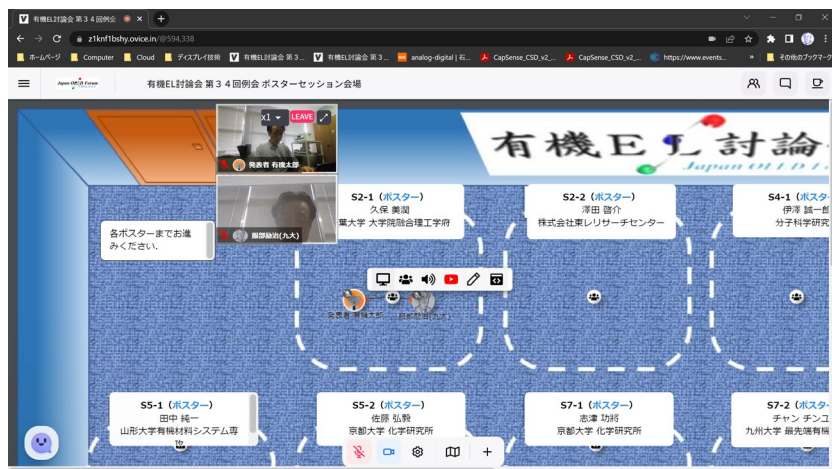 有機EL討論会 第３４回例会
z1knf1bshy.ovice.in/@594,338
ホームページ
Computer
Cloud
ディスプレイ技術
有機EL討論会 第３...
有機EL討論会 第３...
analog-digital | 石...
CapSense_CSD_v2_...
CapSense_CSD_v2_...
https://www.events...
»
その他のブックマーク
Japan OLED Forum
有機EL討論会 第３４回例会 ポスターセッション会場
x1
LEAVE
発表者 有機太郎
服部励治(九大)
有機EL討論
Japan OLED F
各ポスターまでお進
みください．
S2-1（ポスター）
久保 美潤
葉大学 大学院融合理工学府
S2-2（ポスター）
澤田 啓介
株式会社東レリサーチセンター
S4-1（ポスタ
伊澤 誠一郎
分子科学研究
発表者 有機太郎
服部励治(九大)
S5-1（ポスター）
田中 純一
山形大学有機材料システム専
S5-2（ポスター）
佐藤 弘毅
京都大学 化学研究所
S7-1（ポスター）
志津 功將
京都大学 化学研究所
S7-2（ポスタ
チャン チンユ
九州大学 最先端有機